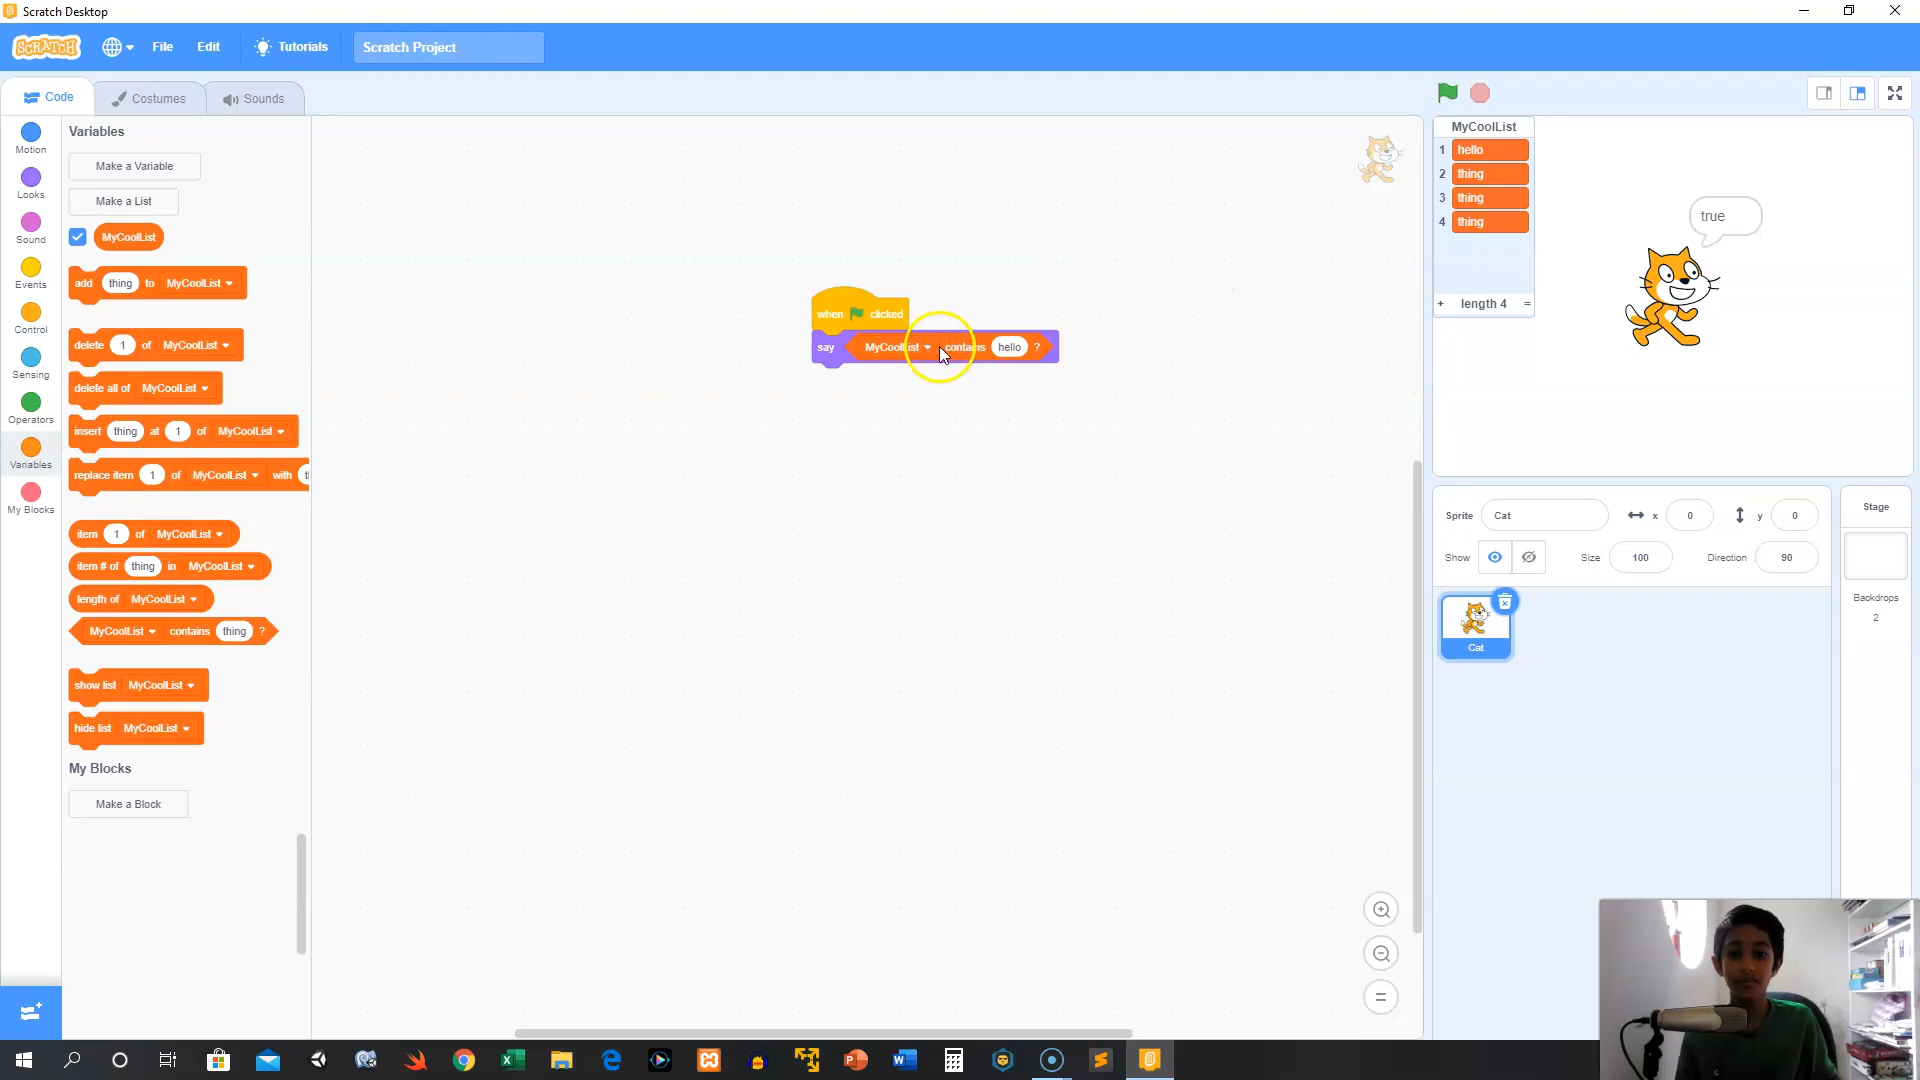 Scratch Desktop
SCRATCH File Edit Tutorials Scratch Project
Code Costumes Sounds
Motion
Looks
Sound
Events
Control
Sensing
Operators
Variables
My Blocks
Variables
Make a Variable
Make a List
MyCoolList
add thing to MyCoolList
delete 1 of MyCoolList
delete all of MyCoolList
insert thing at 1 of MyCoolList
replace item 1 of MyCoolList with
item 1 of MyCoolList
item # of thing in MyCoolList
length of MyCoolList
MyCoolList contains thing ?
show list MyCoolList
hide list MyCoolList
My Blocks
Make a Block
when clicked
say MyCoolList contains hello ?
MyCoolList
1 hello
2 thing
3 thing
4 thing
+ length 4 =
true
Sprite Cat x 0 y 0
Show Size 100 Direction 90
Cat
Stage
Backdrops
2